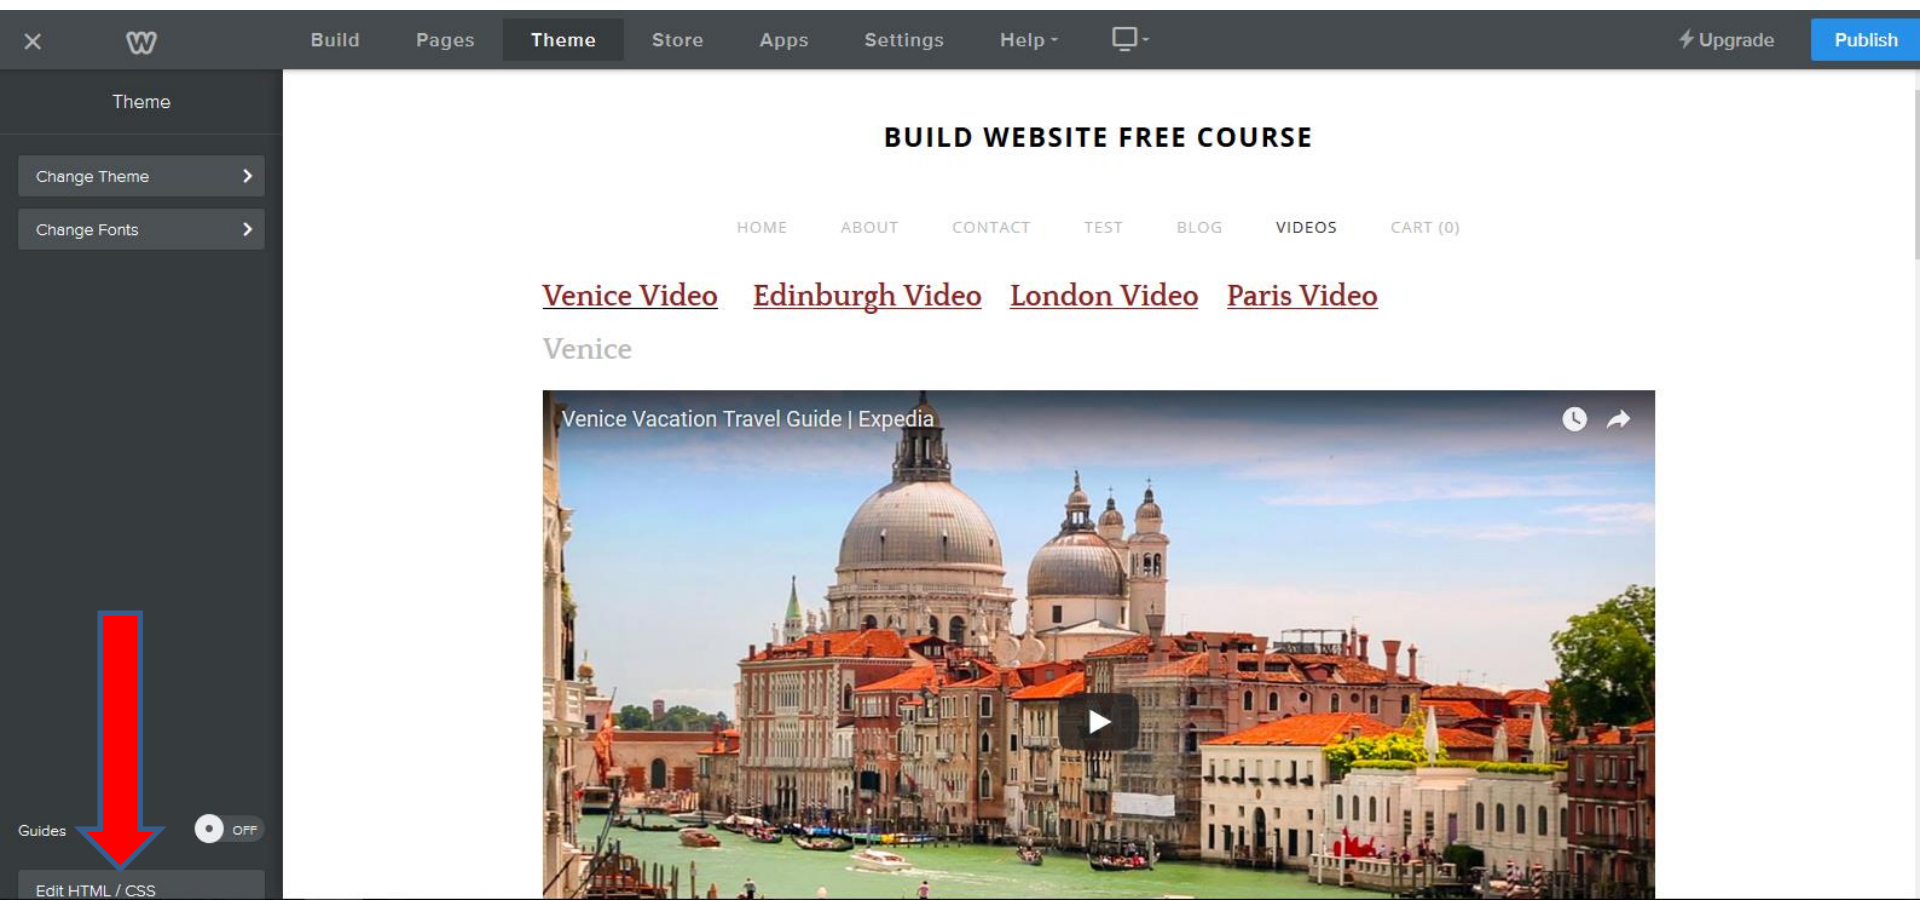 Build Pages Theme Store Apps Settings Help Upgrade Publish
Theme
Change Theme
Change Fonts
Guides OFF
Edit HTML / CSS
BUILD WEBSITE FREE COURSE
HOME ABOUT CONTACT TEST BLOG VIDEOS CART (0)
Venice Video Edinburgh Video London Video Paris Video
Venice
Venice Vacation Travel Guide | Expedia